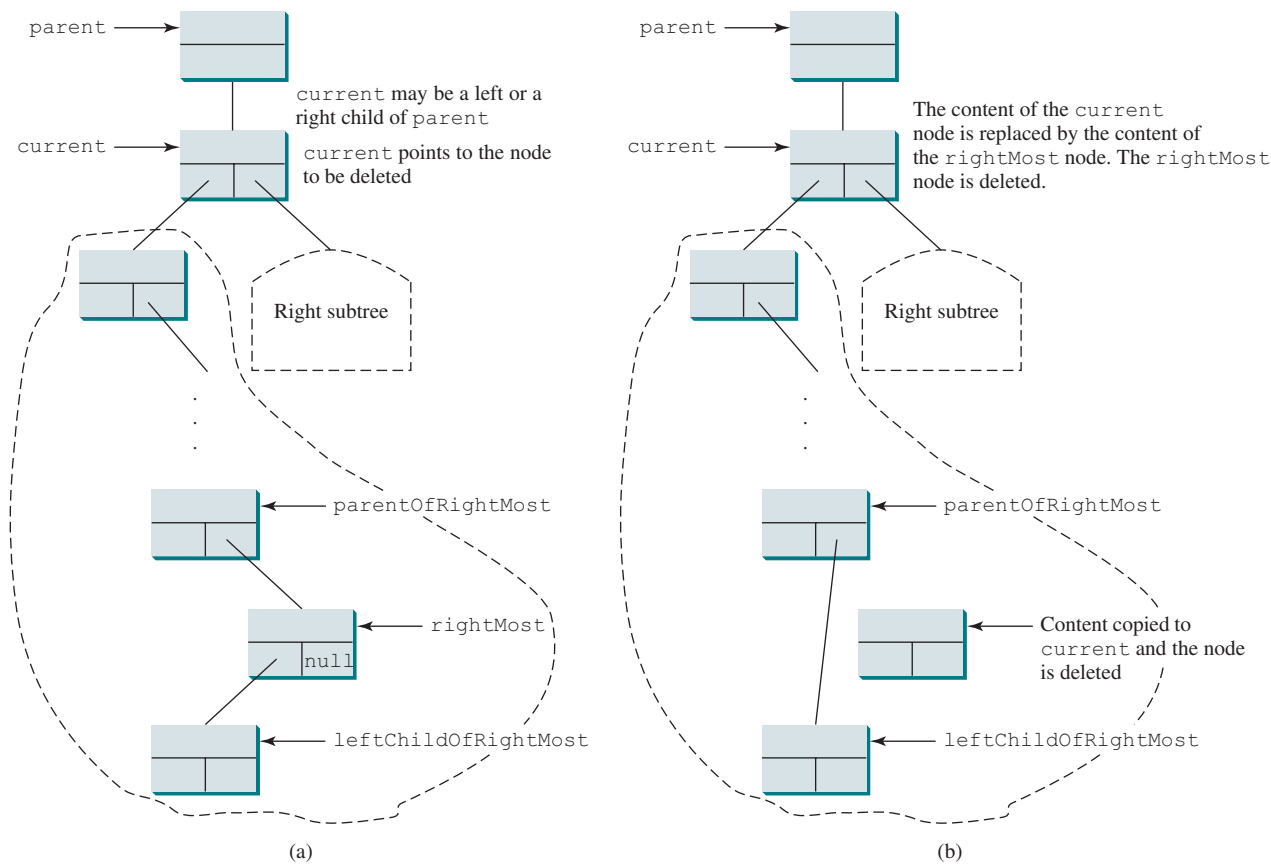 parent
current may be a left or a
right child of parent
current
current points to the node
to be deleted
Right subtree
.
.
.
parentOfRightMost
rightMost
null
leftChildOfRightMost
(a)
parent
The content of the current
node is replaced by the content of
the rightMost node. The rightMost
node is deleted.
current
Right subtree
.
.
.
parentOfRightMost
Content copied to
current and the node
is deleted
leftChildOfRightMost
(b)